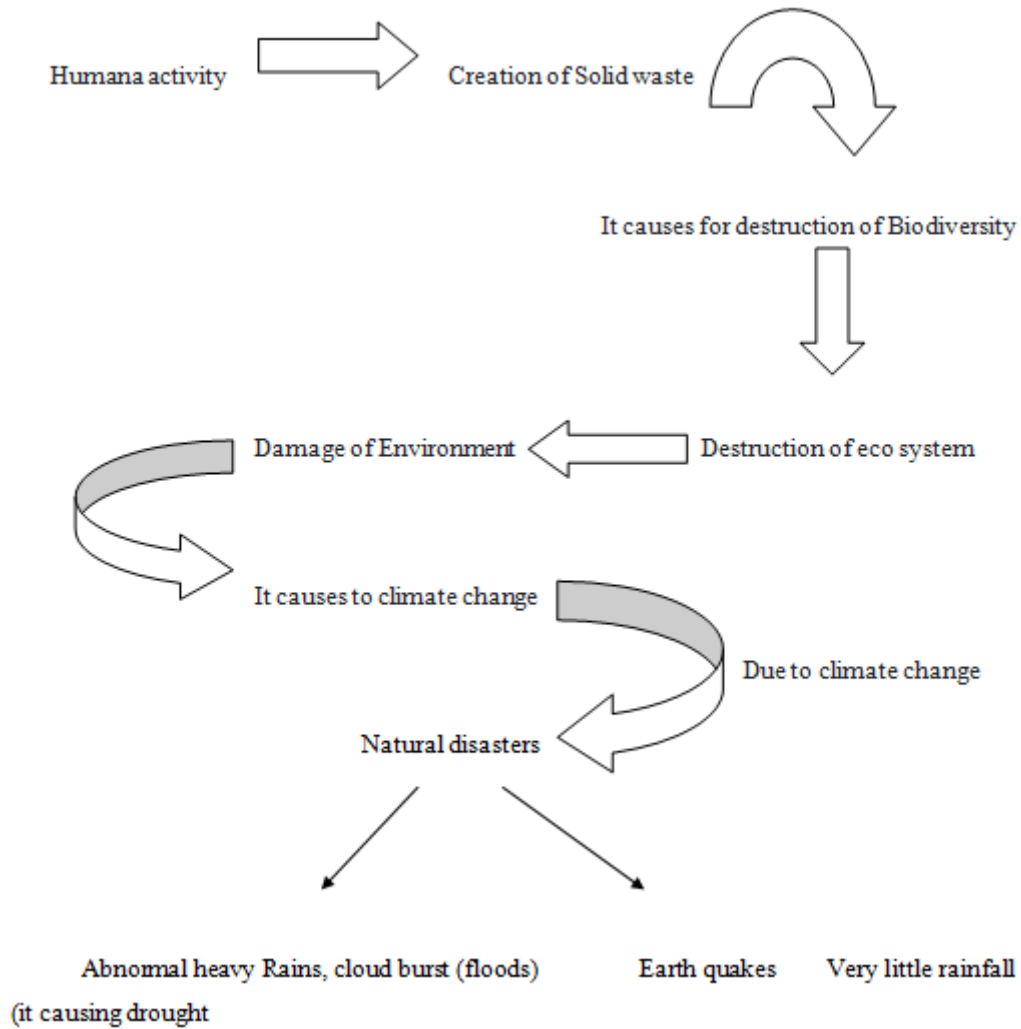 Humana activity
Creation of Solid waste
It causes for destruction of Biodiversity
Damage of Environment
Destruction of eco system
It causes to climate change
Due to climate change
Natural disasters
Abnormal heavy Rains, cloud burst (floods) Earth quakes Very little rainfall
(it causing drought